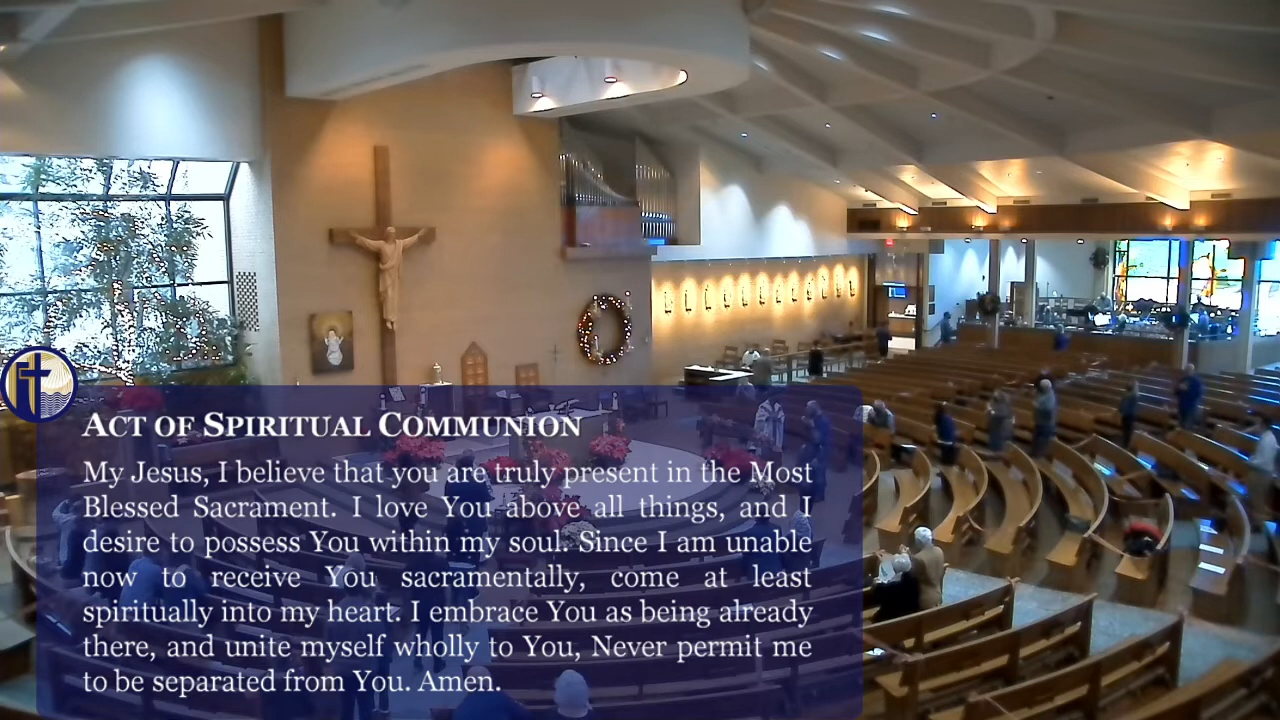 ACT OF SPIRITUAL COMMUNION
My Jesus, I believe that you are truly present in the Most
Blessed Sacrament. I love You above all things, and I
desire to possess You within my soul. Since I am unable
now to receive You sacramentally, come at least
spiritually into my heart. I embrace You as being already
there, and unite myself wholly to You, Never permit me
to be separated from You. Amen.